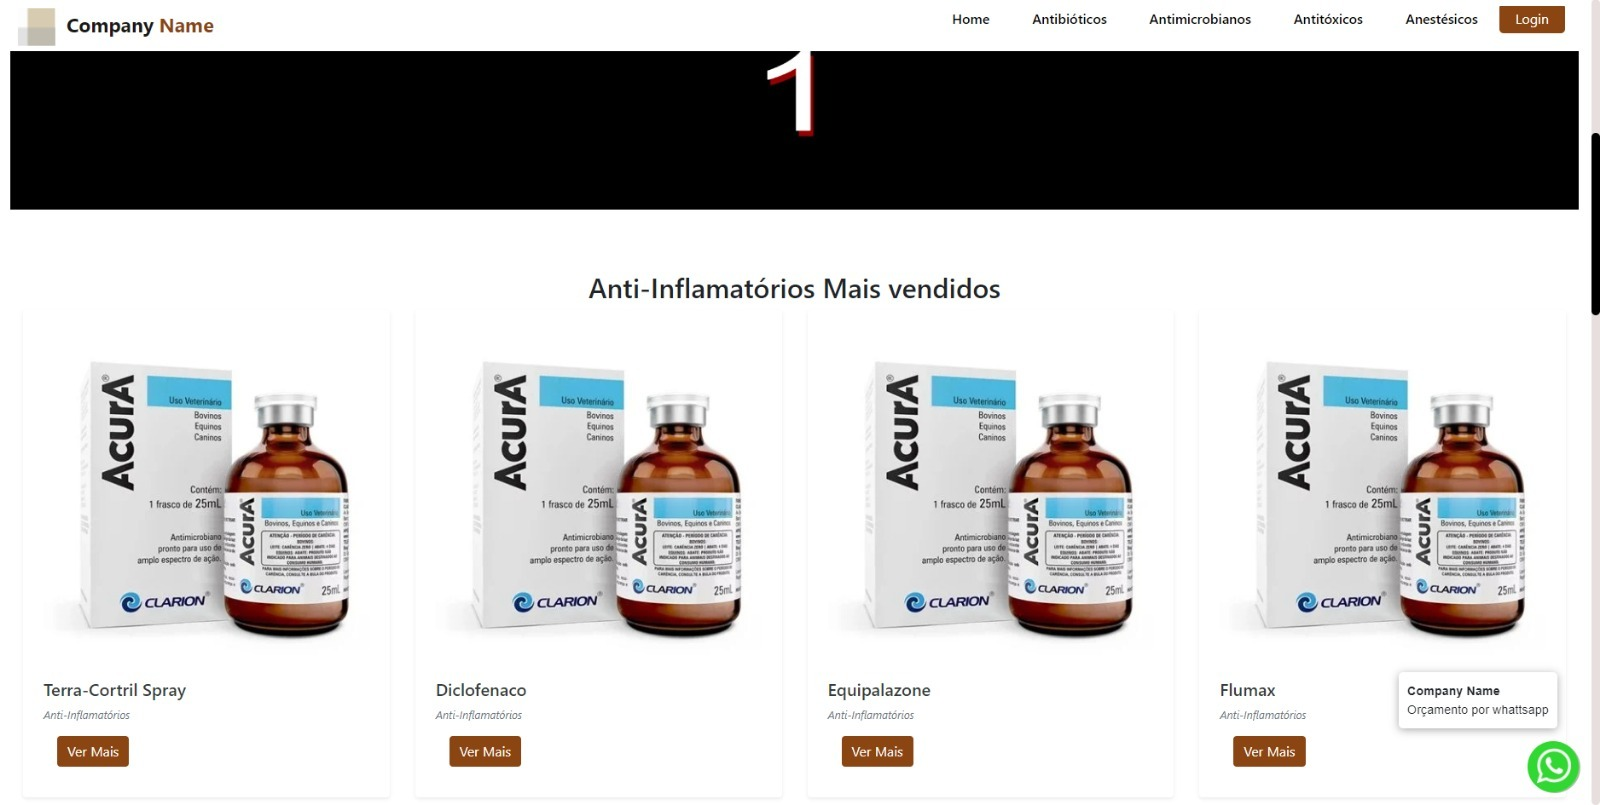 Company Name
Home
Antibióticos
Antimicrobianos
Antitóxicos
Anestésicos
Login
1
Anti-Inflamatórios Mais vendidos
AcurA®
Uso Veterinário
Bovinos
Equinos
Caninos
Contém:
1 frasco de 25mL
Antimicrobiano
pronto para uso de
amplo espectro de ação.
CLARION®
AcurA
Uso Veterinário
Bovinos, Equinos e Caninos
CLARION
25mL
AcurA®
Uso Veterinário
Bovinos
Equinos
Caninos
Contém:
1 frasco de 25mL
Antimicrobiano
pronto para uso de
amplo espectro de ação.
CLARION®
AcurA
Uso Veterinário
Bovinos, Equinos e Caninos
CLARION
25mL
AcurA®
Uso Veterinário
Bovinos
Equinos
Caninos
Contém:
1 frasco de 25mL
Antimicrobiano
pronto para uso de
amplo espectro de ação.
CLARION®
AcurA
Uso Veterinário
Bovinos, Equinos e Caninos
CLARION
25mL
AcurA®
Uso Veterinário
Bovinos
Equinos
Caninos
Contém:
1 frasco de 25mL
Antimicrobiano
pronto para uso de
amplo espectro de ação.
CLARION®
AcurA
Uso Veterinário
Bovinos, Equinos e Caninos
CLARION
25mL
Terra-Cortril Spray
Anti-Inflamatórios
Ver Mais
Diclofenaco
Anti-Inflamatórios
Ver Mais
Equipalazone
Anti-Inflamatórios
Ver Mais
Flumax
Anti-Inflamatórios
Ver Mais
Company Name
Orçamento por whattsapp